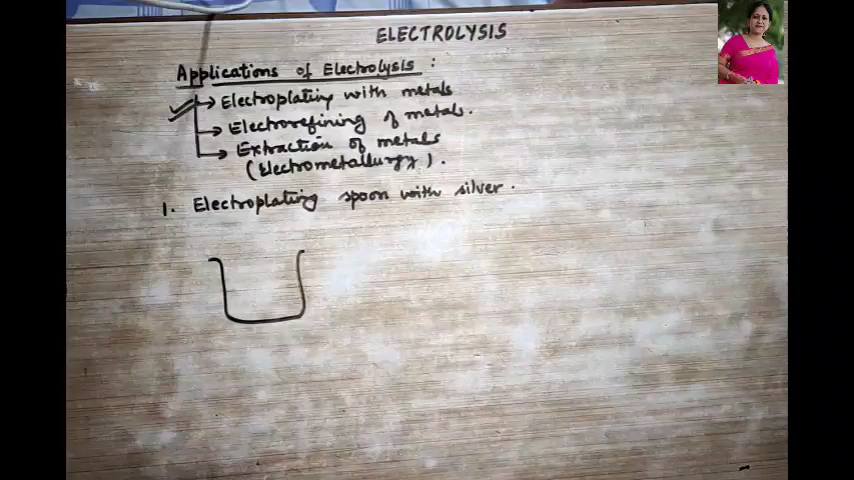 ELECTROLYSIS
Applications of Electrolysis :
Electroplating with metals
Electrorefining of metals.
Extraction of metals
(Electrometallurgy).
1. Electroplating spoon with silver.